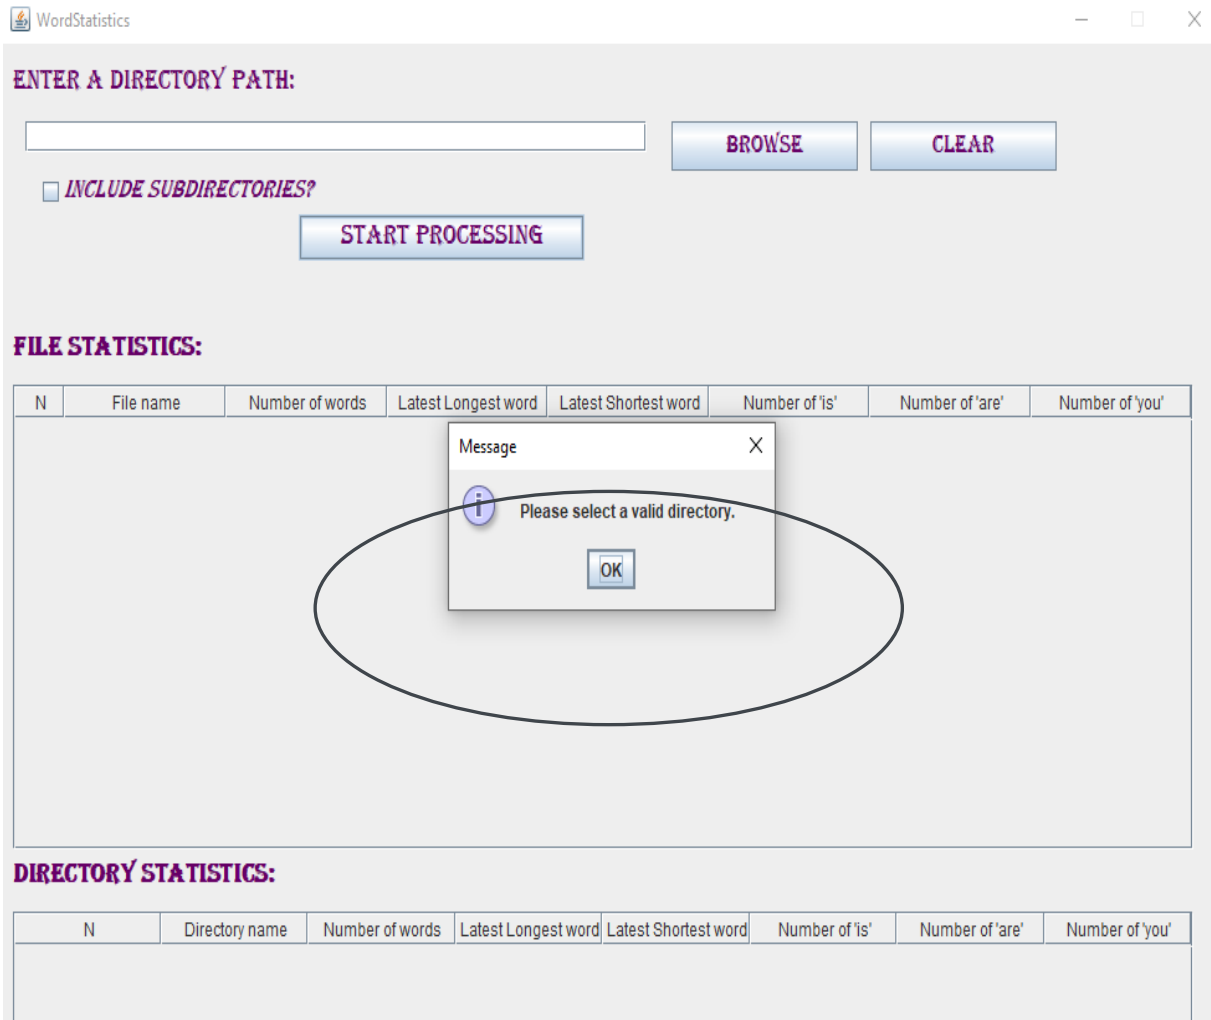 WordStatistics
ENTER A DIRECTORY PATH:
BROWSE CLEAR
INCLUDE SUBDIRECTORIES?
START PROCESSING
FILE STATISTICS:
N File name Number of words Latest Longest word Latest Shortest word Number of 'is' Number of 'are' Number of 'you'
Message
i Please select a valid directory.
OK
DIRECTORY STATISTICS:
N Directory name Number of words Latest Longest word Latest Shortest word Number of 'is' Number of 'are' Number of 'you'